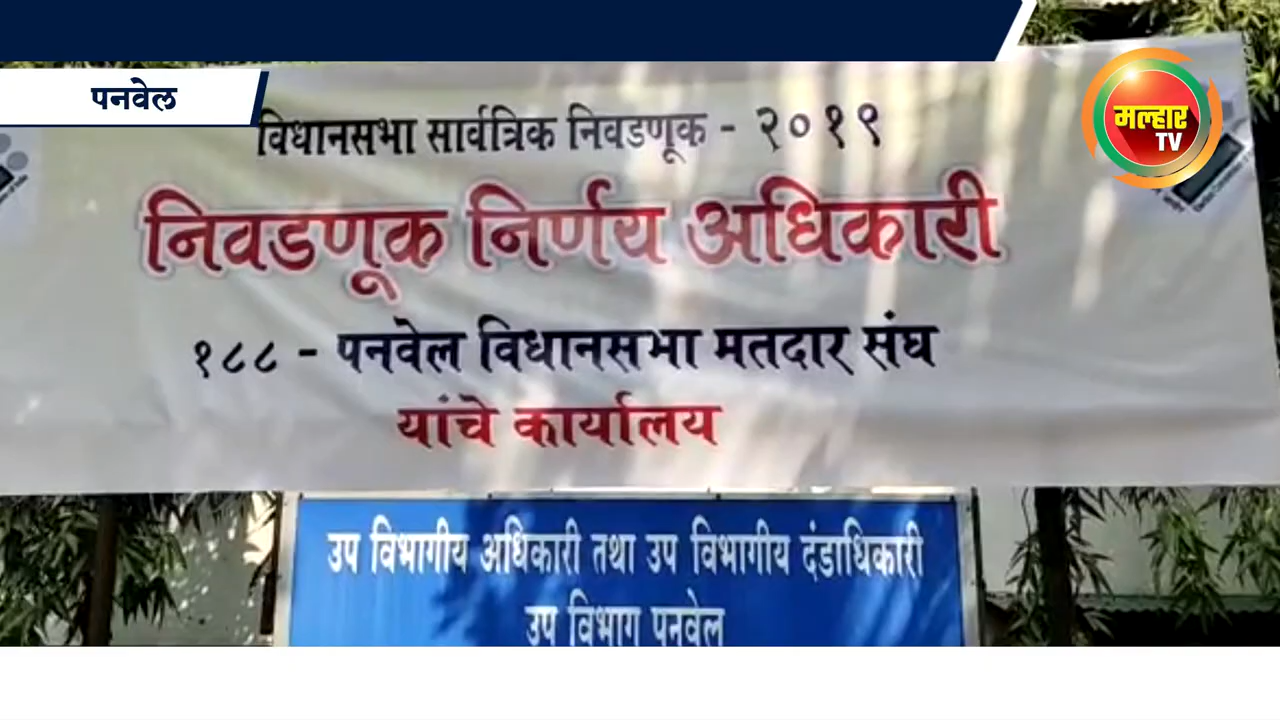 पनवेल
मल्हार
TV
विधानसभा सार्वत्रिक निवडणूक - २०१९
निवडणूक निर्णय अधिकारी
१८८ - पनवेल विधानसभा मतदार संघ
यांचे कार्यालय
उप विभागीय अधिकारी तथा उप विभागीय दंडाधिकारी
उप विभाग पनवेल